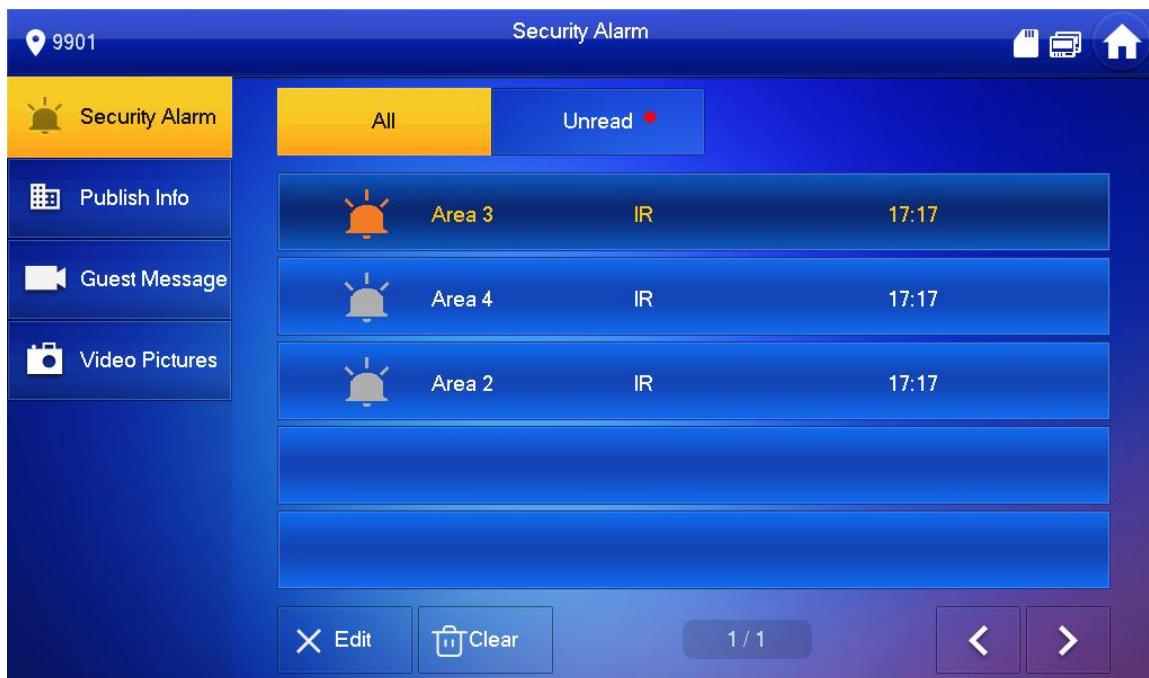 9901
Security Alarm
Security Alarm
Publish Info
Guest Message
Video Pictures
All
Unread
Area 3 IR 17:17
Area 4 IR 17:17
Area 2 IR 17:17
Edit
Clear
1 / 1